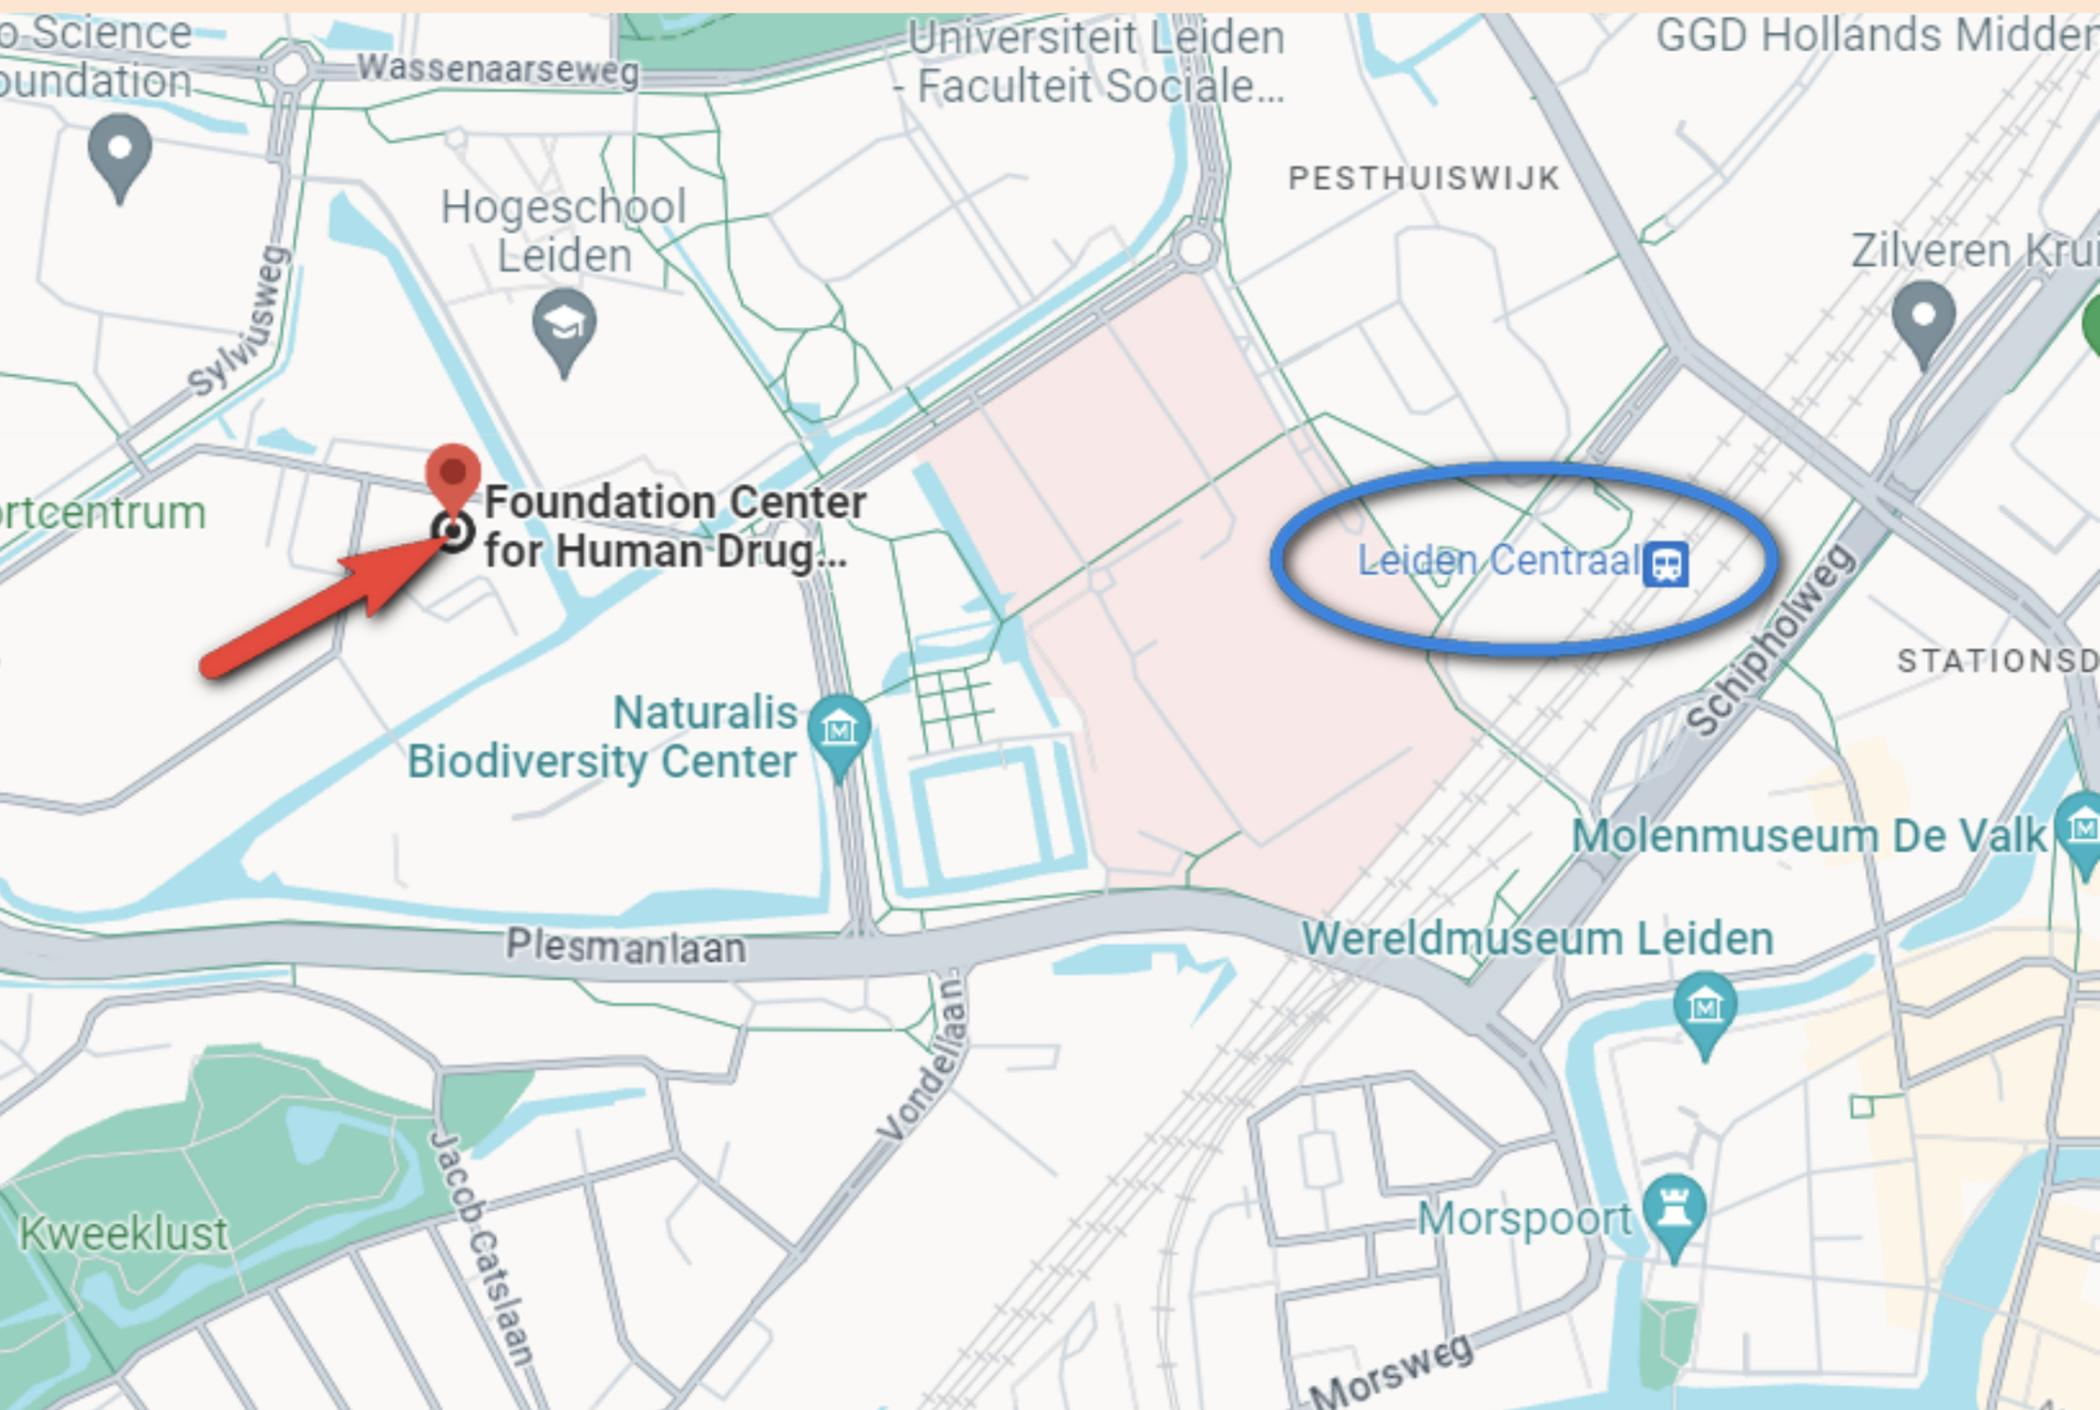 o Science
oundation
Wassenaarseweg
Universiteit Leiden
- Faculteit Sociale...
GGD Hollands Midden
PESTHUISWIJK
Hogeschool
Leiden
Zilveren Krui
Sylviusweg
rtcentrum
Foundation Center
for Human Drug...
Leiden Centraal
Schipholweg
STATIONSD
Naturalis
Biodiversity Center
Molenmuseum De Valk
Plesmanlaan
Wereldmuseum Leiden
Vondellaan
Jacob Catslaan
Kweeklust
Morspoort
Morsweg